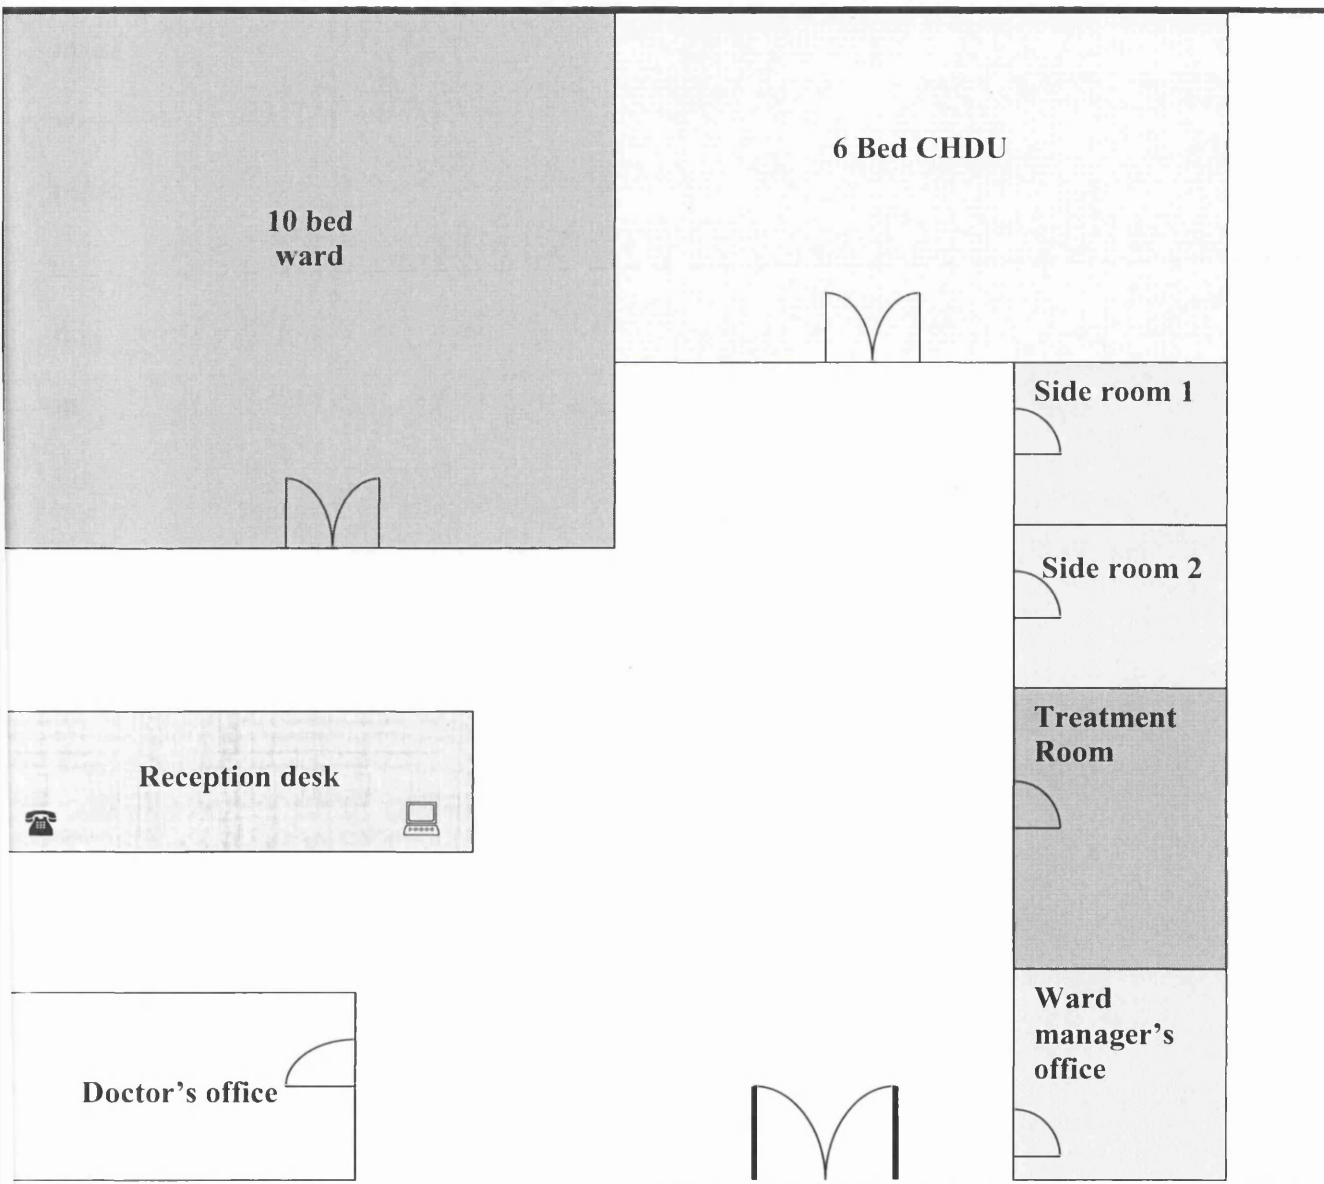 6 Bed CHDU
10 bed
ward
Side room 1
Side room 2
Treatment
Room
Reception desk
Ward
manager's
office
Doctor's office